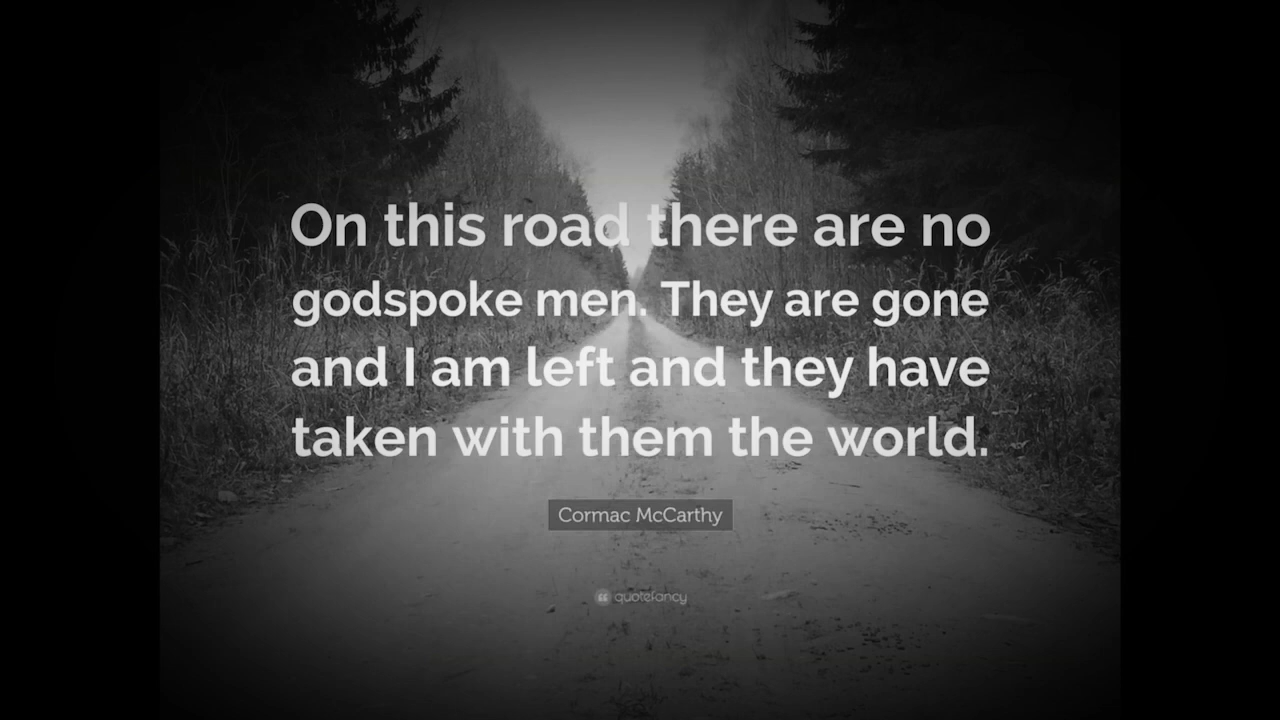 On this road there are no
godspoke men. They are gone
and I am left and they have
taken with them the world.
Cormac McCarthy
quotefancy